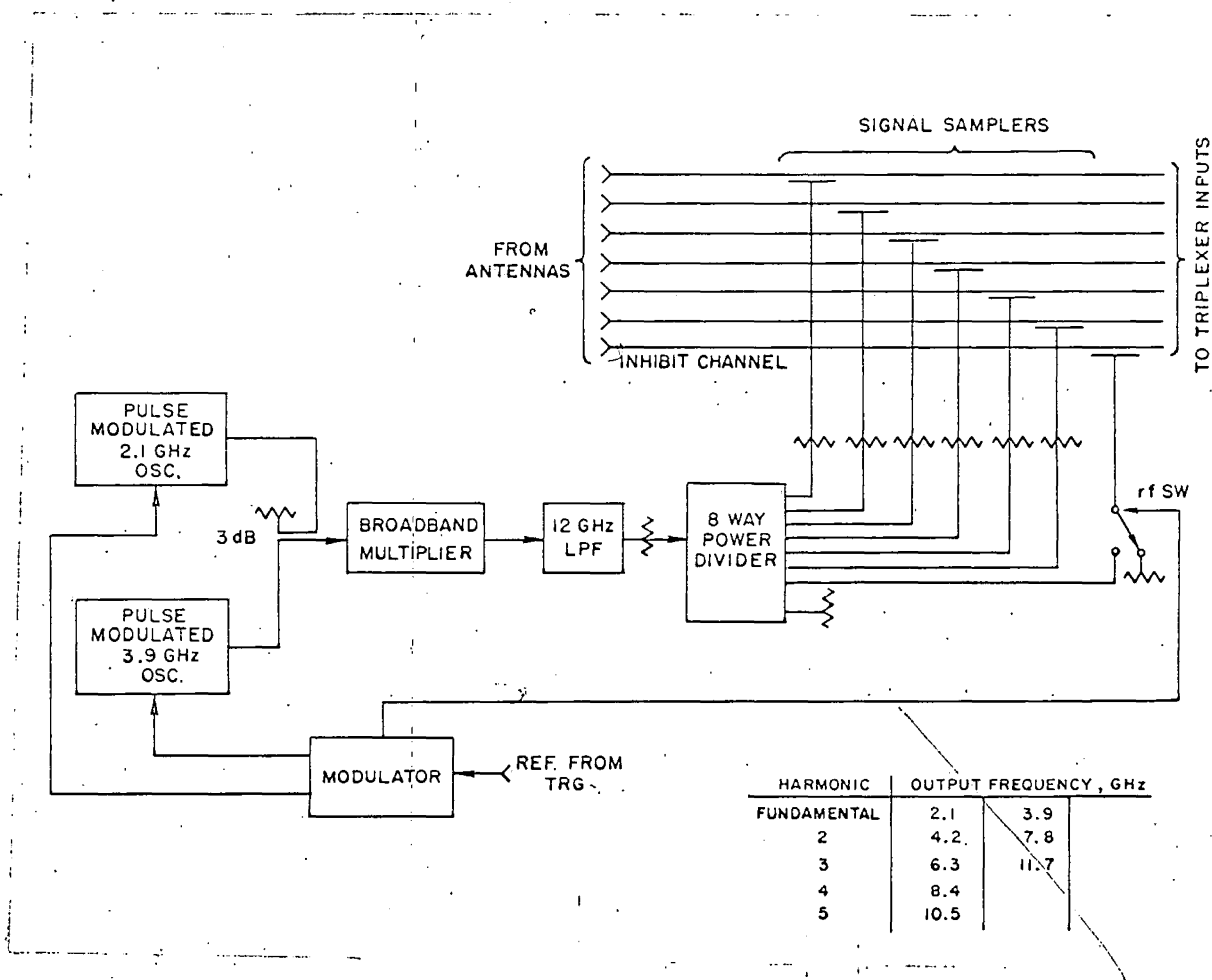 SIGNAL SAMPLERS
FROM
ANTENNAS
TO TRIPLEXER INPUTS
INHIBIT CHANNEL
PULSE
MODULATED
2.1 GHz
OSC.
3 dB
BROADBAND
MULTIPLIER
12 GHz
LPF
8 WAY
POWER
DIVIDER
rf SW
PULSE
MODULATED
3.9 GHz
OSC.
MODULATOR
REF. FROM
TRG
HARMONIC OUTPUT FREQUENCY, GHz
FUNDAMENTAL 2.1 3.9
2 4.2 7.8
3 6.3 11.7
4 8.4
5 10.5